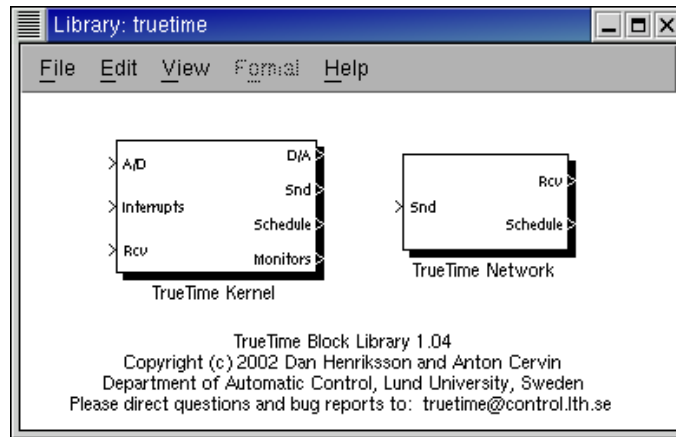 Library: truetime
File Edit View Format Help
A/D
Interrupts
Rcv
D/A
Snd
Schedule
Monitors
TrueTime Kernel
Snd
Rcv
Schedule
TrueTime Network
TrueTime Block Library 1.04
Copyright (c) 2002 Dan Henriksson and Anton Cervin
Department of Automatic Control, Lund University, Sweden
Please direct questions and bug reports to: truetime@control.lth.se